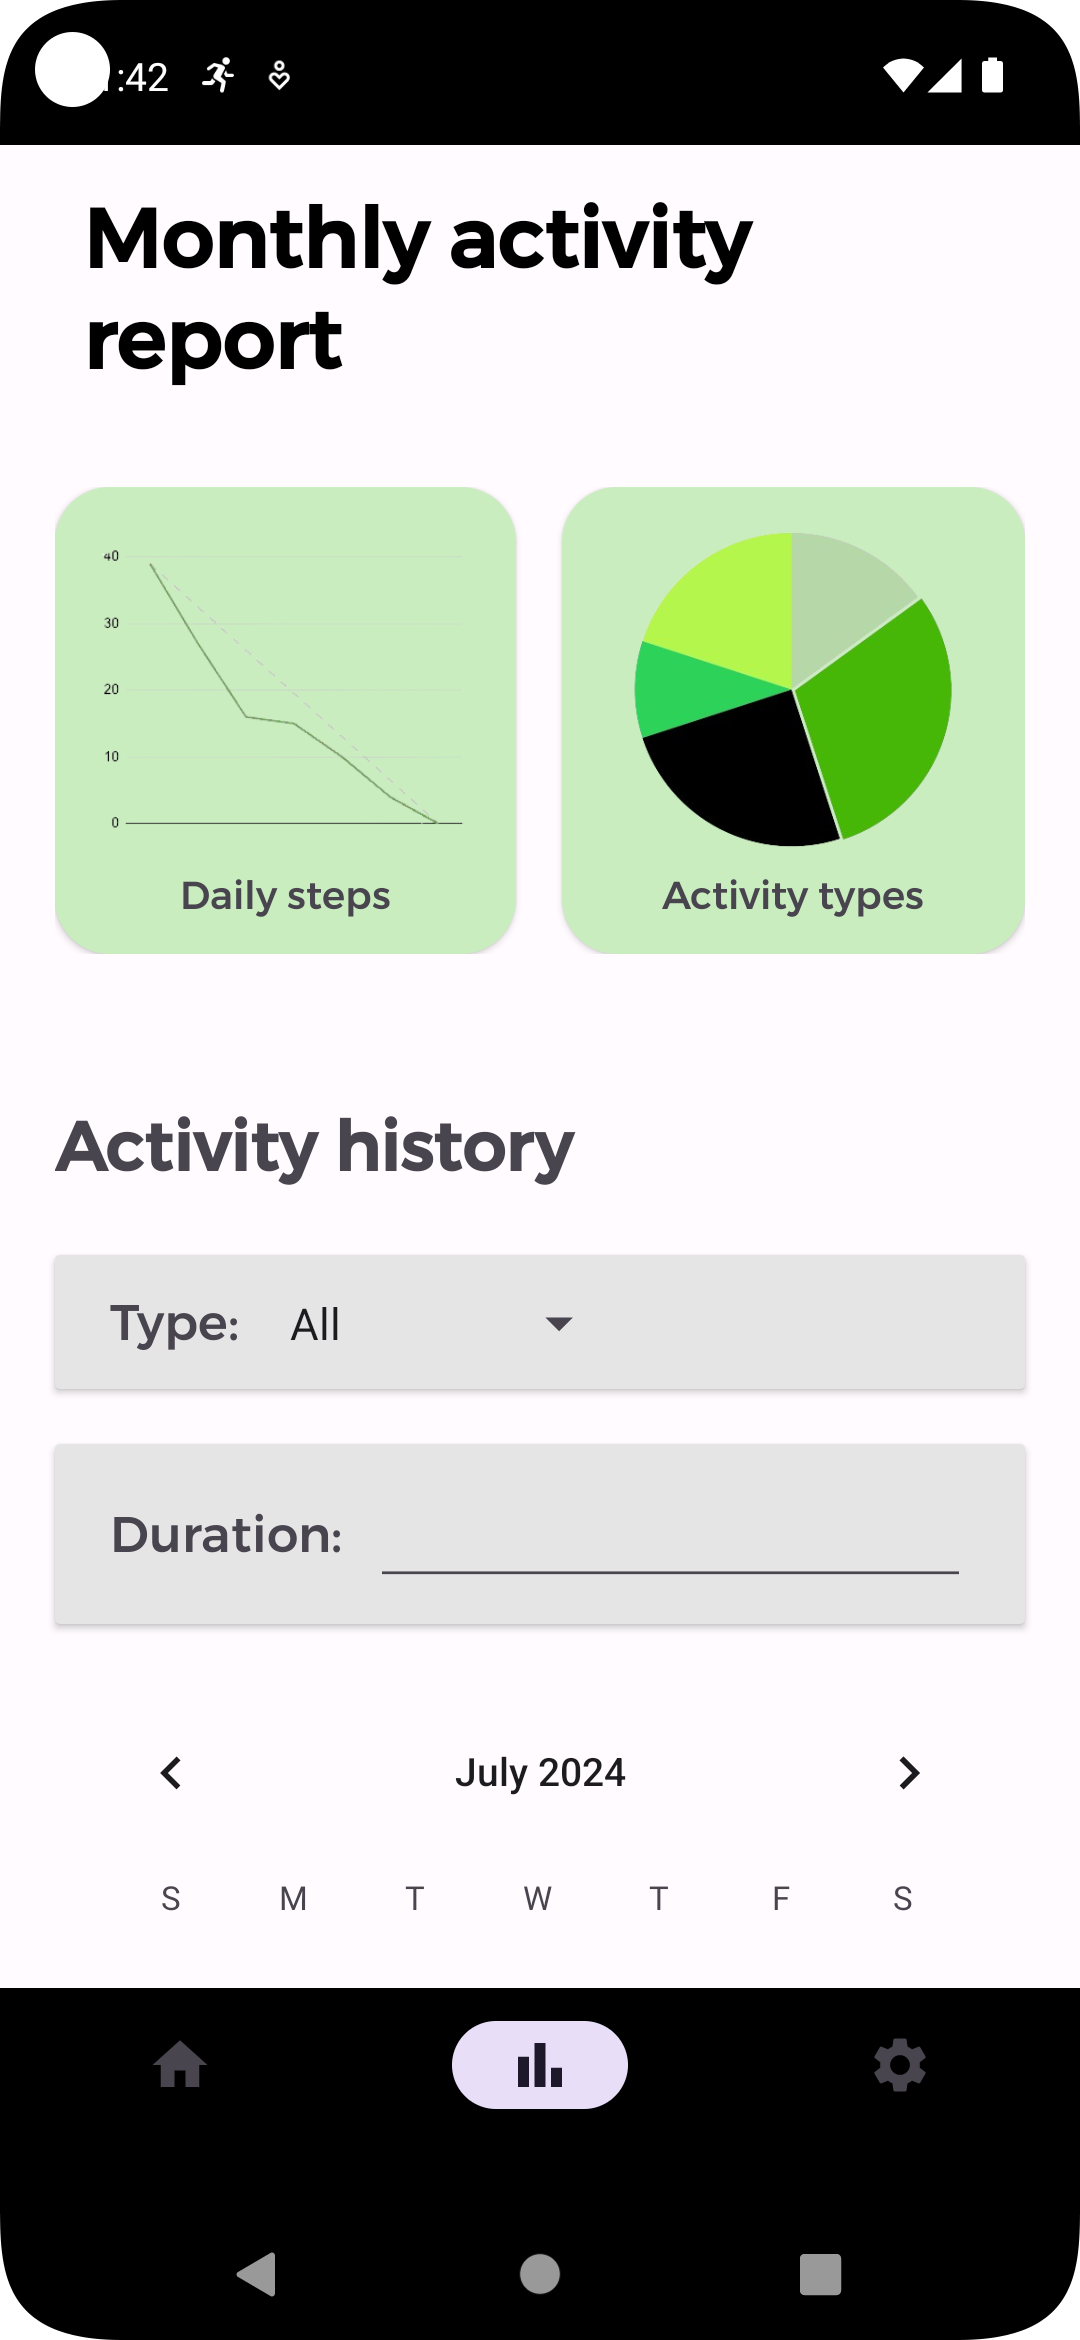 :42
Monthly activity
report
40
30
20
10
0
Daily steps
Activity types
Activity history
Type: All
Duration:
July 2024
S M T W T F S